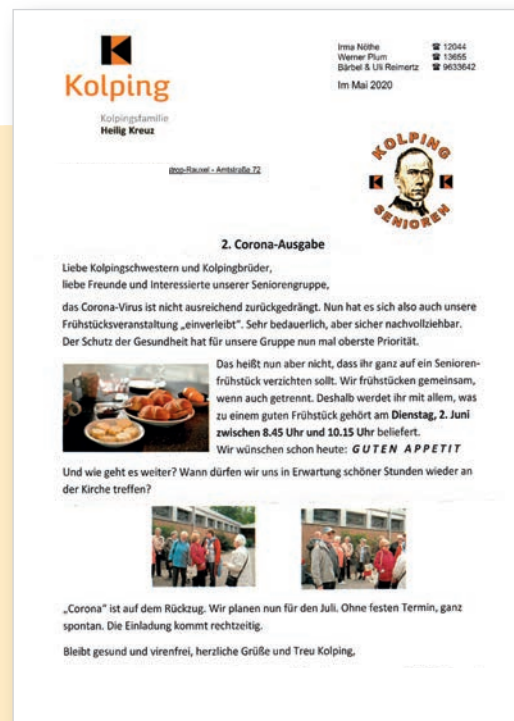 Kolping
Kolpingsfamilie
Heilig Kreuz
Irma Nöthe ☎ 12044
Werner Plum ☎ 13655
Bärbel & Uli Reimertz ☎ 9633642
Im Mai 2020
drop-Rauxel - Amtstraße 72
KOLPING
SENIOREN
2. Corona-Ausgabe
Liebe Kolpingschwestern und Kolpingbrüder,
liebe Freunde und Interessierte unserer Seniorengruppe,
das Corona-Virus ist nicht ausreichend zurückgedrängt. Nun hat es sich also auch unsere
Frühstücksveranstaltung „einverleibt“. Sehr bedauerlich, aber sicher nachvollziehbar.
Der Schutz der Gesundheit hat für unsere Gruppe nun mal oberste Priorität.
Das heißt nun aber nicht, dass ihr ganz auf ein Senioren-
frühstück verzichten sollt. Wir frühstücken gemeinsam,
wenn auch getrennt. Deshalb werdet ihr mit allem, was
zu einem guten Frühstück gehört am Dienstag, 2. Juni
zwischen 8.45 Uhr und 10.15 Uhr beliefert.
Wir wünschen schon heute: GUTEN APPETIT
Und wie geht es weiter? Wann dürfen wir uns in Erwartung schöner Stunden wieder an
der Kirche treffen?
„Corona“ ist auf dem Rückzug. Wir planen nun für den Juli. Ohne festen Termin, ganz
spontan. Die Einladung kommt rechtzeitig.
Bleibt gesund und virenfrei, herzliche Grüße und Treu Kolping,